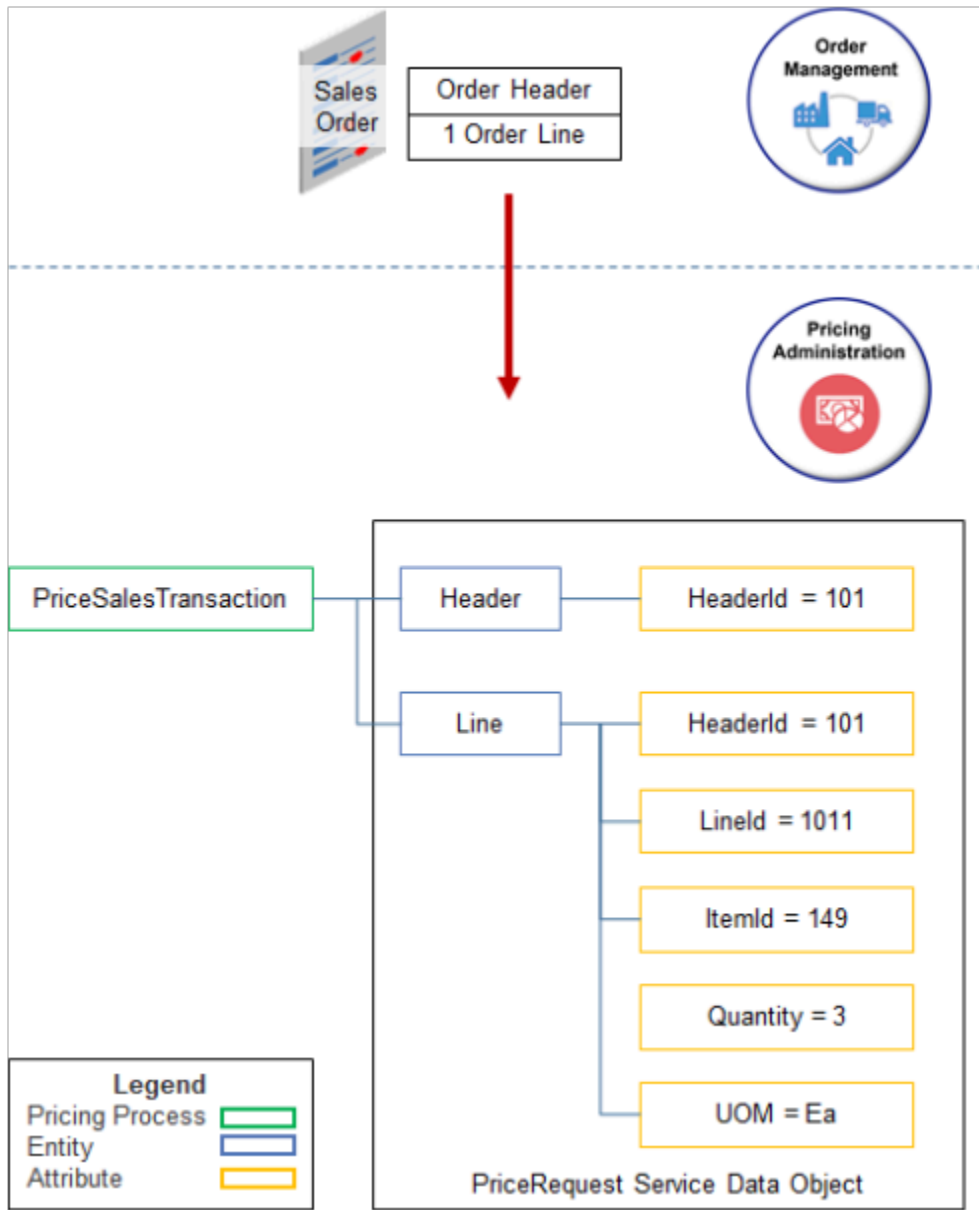 Sales
Order
Order Header
1 Order Line
Order
Management
Pricing
Administration
PriceSalesTransaction
Header
HeaderId = 101
Line
HeaderId = 101
LineId = 1011
ItemId = 149
Quantity = 3
UOM = Ea
PriceRequest Service Data Object
Legend
Pricing Process
Entity
Attribute